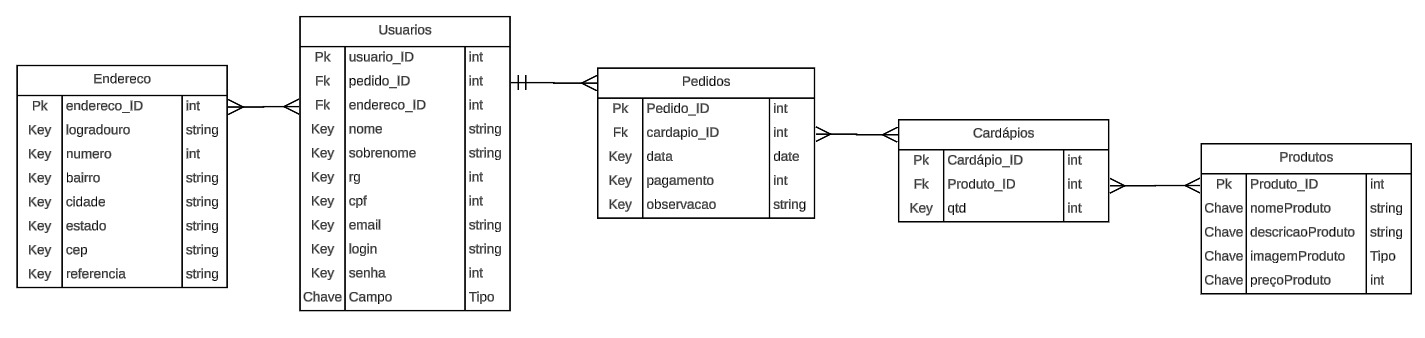 Endereco
Pk endereco_ID int
Key logradouro string
Key numero int
Key bairro string
Key cidade string
Key estado string
Key cep string
Key referencia string
Usuarios
Pk usuario_ID int
Fk pedido_ID int
Fk endereco_ID int
Key nome string
Key sobrenome string
Key rg int
Key cpf int
Key email string
Key login string
Key senha int
Chave Campo Tipo
Pedidos
Pk Pedido_ID int
Fk cardapio_ID int
Key data date
Key pagamento int
Key observacao string
Cardápios
Pk Cardápio_ID int
Fk Produto_ID int
Key qtd int
Produtos
Pk Produto_ID int
Chave nomeProduto string
Chave descricaoProduto string
Chave imagemProduto Tipo
Chave preçoProduto int